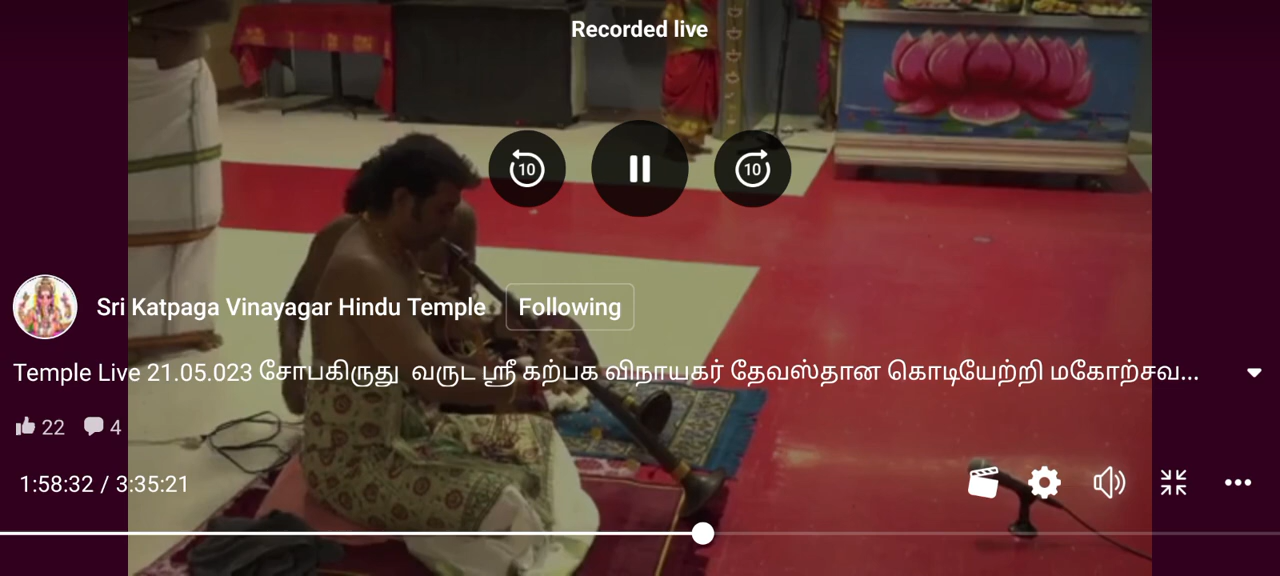 Recorded live
10
10
Sri Katpaga Vinayagar Hindu Temple Following
Temple Live 21.05.023 சோபகிருது வருட ஸ்ரீ கற்பக விநாயகர் தேவஸ்தான கொடியேற்றி மகோற்சவ...
22 4
1:58:32 / 3:35:21